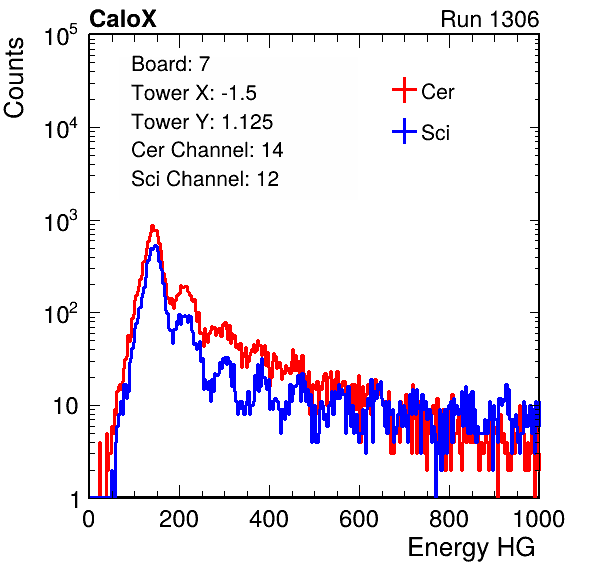 CaloX Run 1306
Counts
10^5
10^4
10^3
10^2
10
1
Board: 7
Tower X: -1.5
Tower Y: 1.125
Cer Channel: 14
Sci Channel: 12
Cer
Sci
0 200 400 600 800 1000
Energy HG